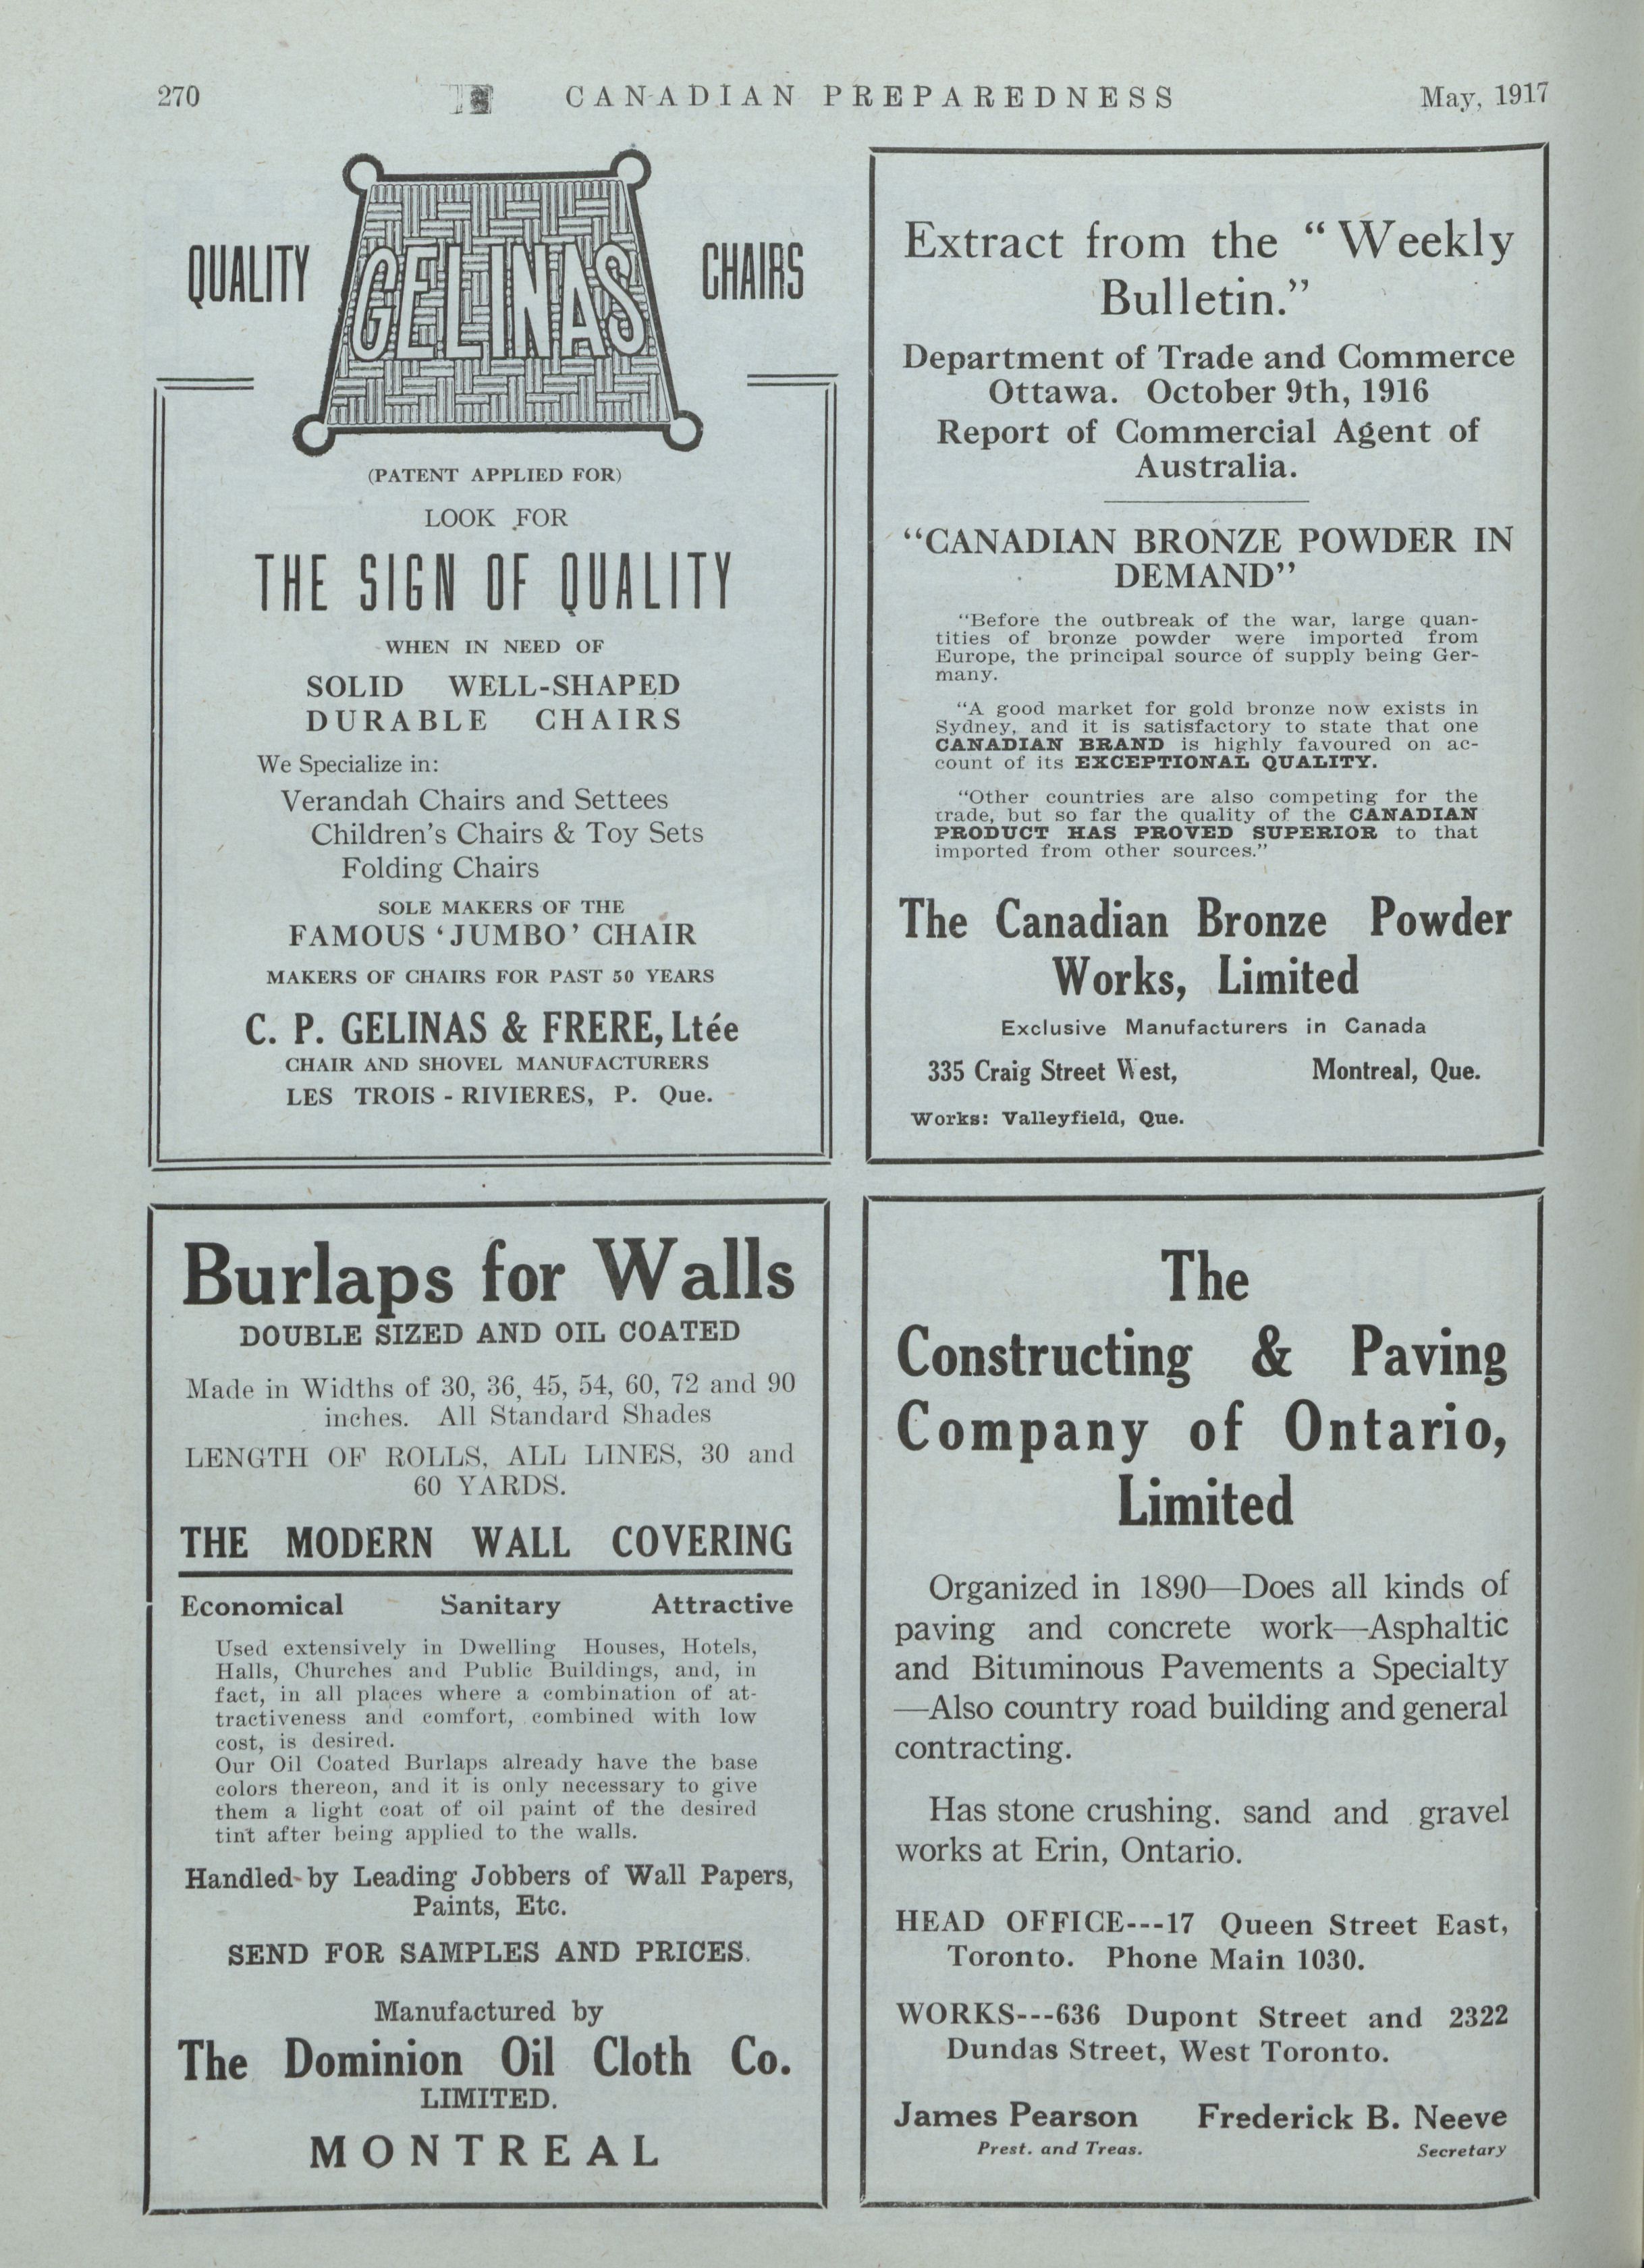 270 CANADIAN PREPAREDNESS May, 1917
QUALITY GELINAS CHAIRS
(PATENT APPLIED FOR)
LOOK FOR
THE SIGN OF QUALITY
WHEN IN NEED OF
SOLID WELL-SHAPED
DURABLE CHAIRS
We Specialize in:
Verandah Chairs and Settees
Children's Chairs & Toy Sets
Folding Chairs
SOLE MAKERS OF THE
FAMOUS 'JUMBO' CHAIR
MAKERS OF CHAIRS FOR PAST 50 YEARS
C. P. GELINAS & FRERE, Ltée
CHAIR AND SHOVEL MANUFACTURERS
LES TROIS - RIVIERES, P. Que.
Extract from the "Weekly
Bulletin."
Department of Trade and Commerce
Ottawa. October 9th, 1916
Report of Commercial Agent of
Australia.
"CANADIAN BRONZE POWDER IN
DEMAND"
"Before the outbreak of the war, large quan-
tities of bronze powder were imported from
Europe, the principal source of supply being Ger-
many.
"A good market for gold bronze now exists in
Sydney, and it is satisfactory to state that one
CANADIAN BRAND is highly favoured on ac-
count of its EXCEPTIONAL QUALITY.
"Other countries are also competing for the
trade, but so far the quality of the CANADIAN
PRODUCT HAS PROVED SUPERIOR to that
imported from other sources."
The Canadian Bronze Powder
Works, Limited
Exclusive Manufacturers in Canada
335 Craig Street West, Montreal, Que.
Works: Valleyfield, Que.
Burlaps for Walls
DOUBLE SIZED AND OIL COATED
Made in Widths of 30, 36, 45, 54, 60, 72 and 90
inches. All Standard Shades
LENGTH OF ROLLS, ALL LINES, 30 and
60 YARDS.
THE MODERN WALL COVERING
Economical Sanitary Attractive
Used extensively in Dwelling Houses, Hotels,
Halls, Churches and Public Buildings, and, in
fact, in all places where a combination of at-
tractiveness and comfort, combined with low
cost, is desired.
Our Oil Coated Burlaps already have the base
colors thereon, and it is only necessary to give
them a light coat of oil paint of the desired
tint after being applied to the walls.
Handled by Leading Jobbers of Wall Papers,
Paints, Etc.
SEND FOR SAMPLES AND PRICES.
Manufactured by
The Dominion Oil Cloth Co.
LIMITED.
MONTREAL
The
Constructing & Paving
Company of Ontario,
Limited
Organized in 1890—Does all kinds of
paving and concrete work—Asphaltic
and Bituminous Pavements a Specialty
—Also country road building and general
contracting.
Has stone crushing, sand and gravel
works at Erin, Ontario.
HEAD OFFICE---17 Queen Street East,
Toronto. Phone Main 1030.
WORKS---636 Dupont Street and 2322
Dundas Street, West Toronto.
James Pearson Frederick B. Neeve
Prest. and Treas. Secretary